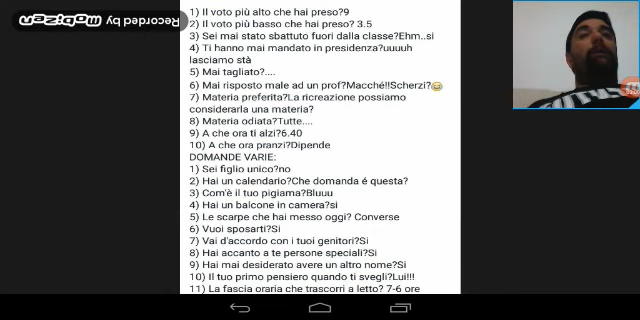 Recorded by
mobizen
1) Il voto più alto che hai preso?9
2) Il voto più basso che hai preso? 3.5
3) Sei mai stato sbattuto fuori dalla classe?Ehm..si
4) Ti hanno mai mandato in presidenza?uuuuh
lasciamo stà
5) Mai tagliato?....
6) Mai risposto male ad un prof?Macché!!Scherzi?😂
7) Materia preferita?La ricreazione possiamo
considerarla una materia?
8) Materia odiata?Tutte....
9) A che ora ti alzi?6.40
10) A che ora pranzi?Dipende
DOMANDE VARIE:
1) Sei figlio unico?no
2) Hai un calendario?Che domanda é questa?
3) Com'è il tuo pigiama?Bluuu
4) Hai un balcone in camera?si
5) Le scarpe che hai messo oggi? Converse
6) Vuoi sposarti?Si
7) Vai d'accordo con i tuoi genitori?Si
8) Hai accanto a te persone speciali?Si
9) Hai mai desiderato avere un altro nome?Si
10) Il tuo primo pensiero quando ti svegli?Lui!!!
11) La fascia oraria che trascorri a letto? 7-6 ore